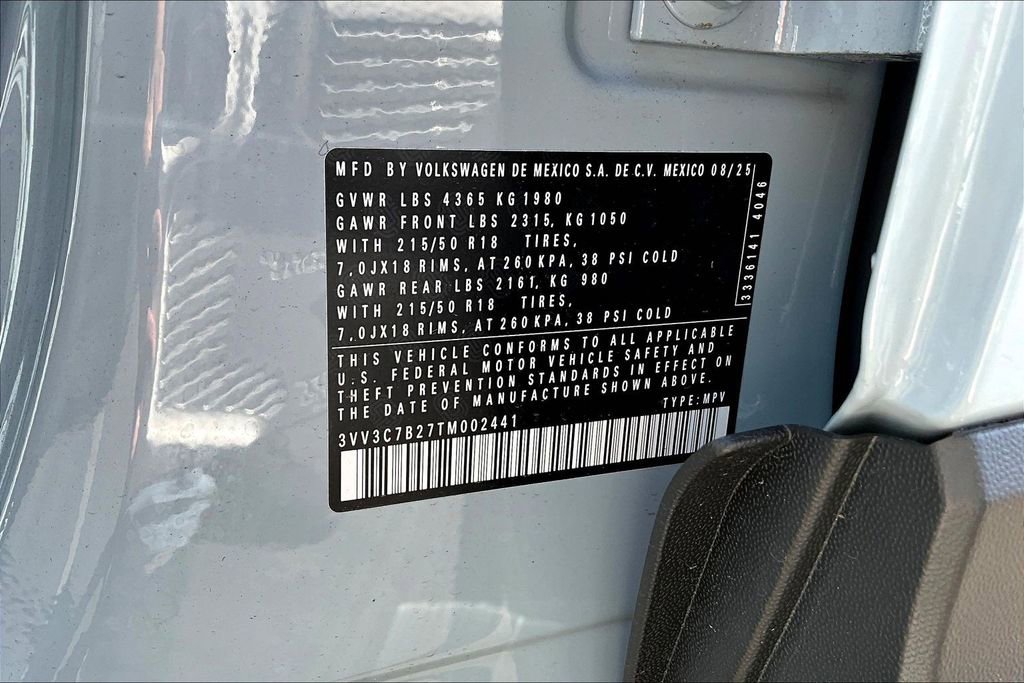 MFD BY VOLKSWAGEN DE MEXICO S.A. DE C.V. MEXICO 08/25
GVWR LBS 4365 KG 1980
GAWR FRONT LBS 2315, KG 1050
WITH 215/50 R18 TIRES,
7,0JX18 RIMS, AT 260 KPA, 38 PSI COLD
GAWR REAR LBS 2161, KG 980
WITH 215/50 R18 TIRES,
7,0JX18 RIMS, AT 260 KPA, 38 PSI COLD
3336141 4046
THIS VEHICLE CONFORMS TO ALL APPLICABLE
U.S. FEDERAL MOTOR VEHICLE SAFETY AND
THEFT PREVENTION STANDARDS IN EFFECT ON
THE DATE OF MANUFACTURE SHOWN ABOVE.
TYPE: MPV
3VV3C7B27TM002441